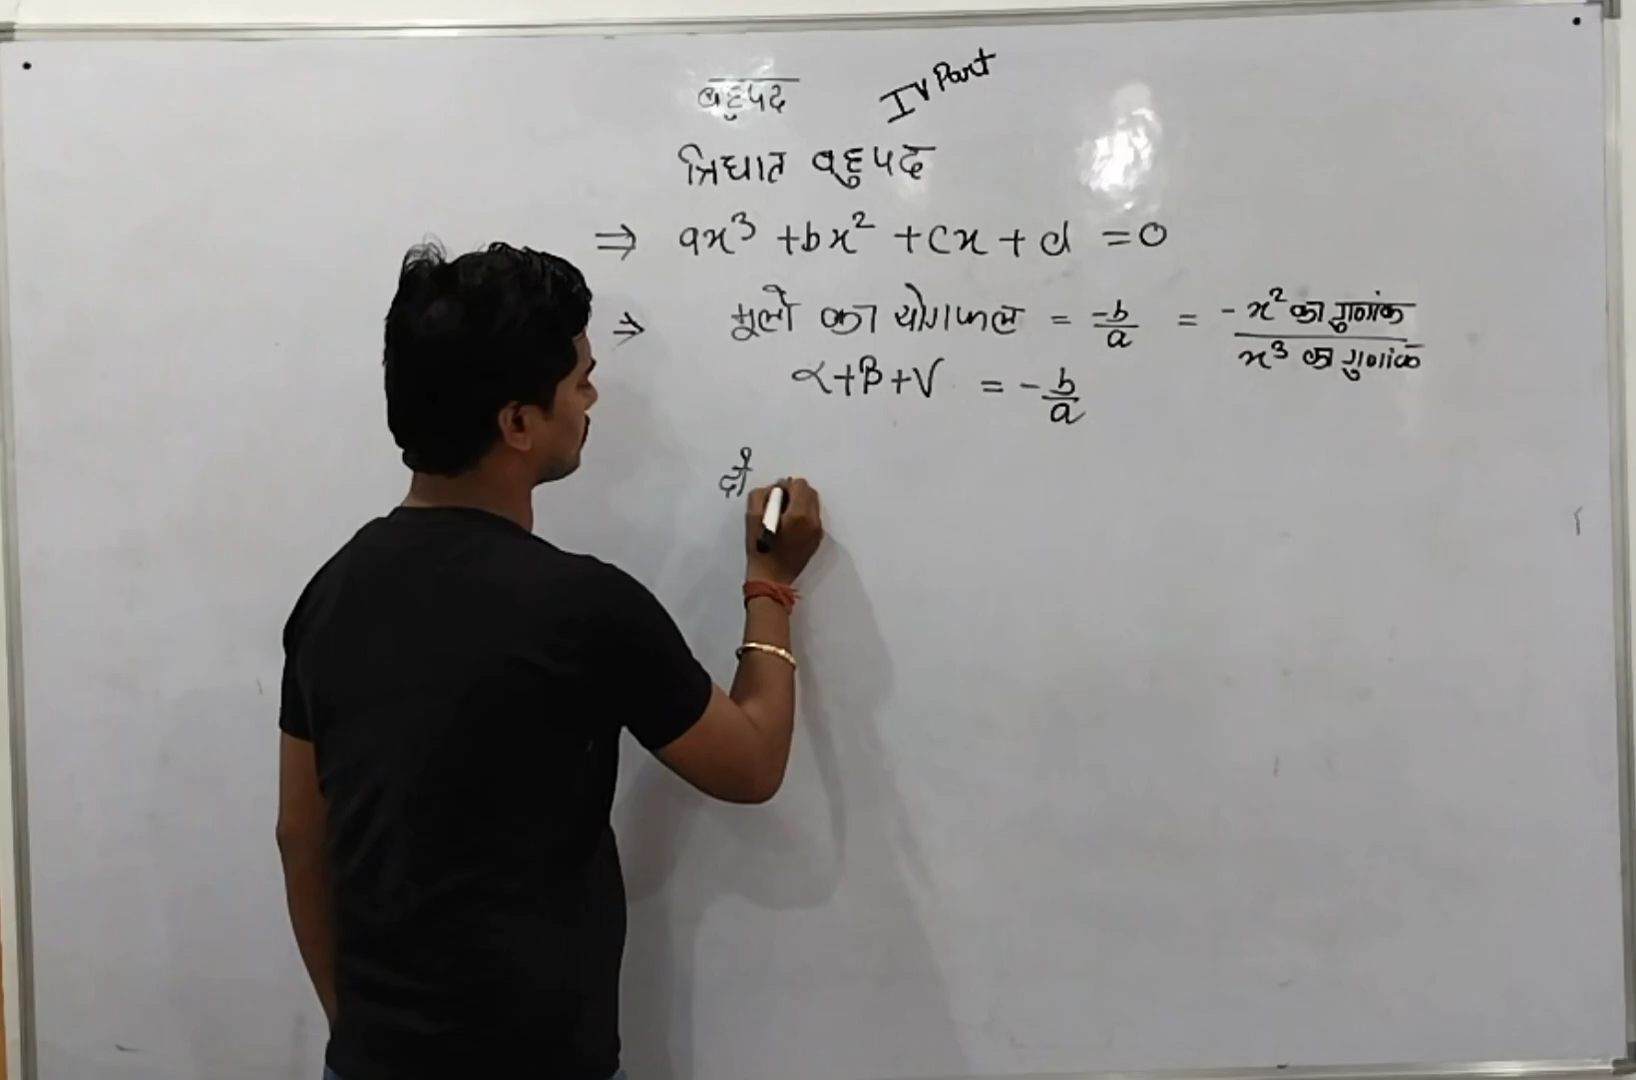 बहुपद IV Part
त्रिघात बहुपद
⇒ ax³ + bx² + cx + d = 0
⇒ मूलों का योगफल = -b/a = - x² का गुणांक / x³ का गुणांक
α+β+γ = -b/a
दो